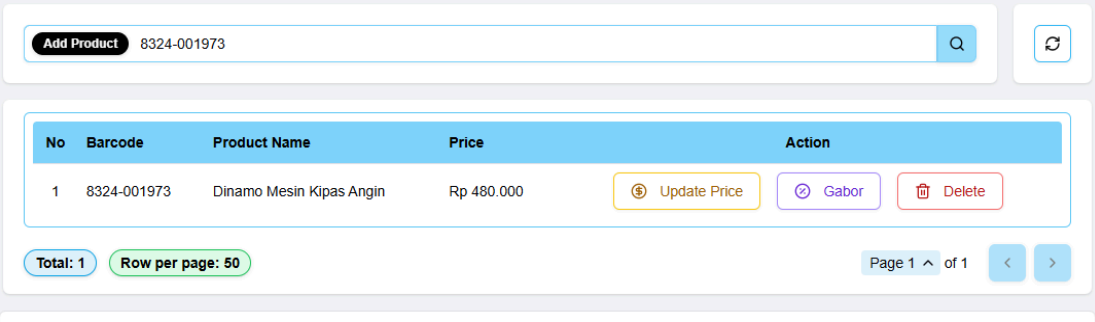 Add Product 8324-001973
No Barcode Product Name Price Action
1 8324-001973 Dinamo Mesin Kipas Angin Rp 480.000 Update Price Gabor Delete
Total: 1 Row per page: 50 Page 1 of 1